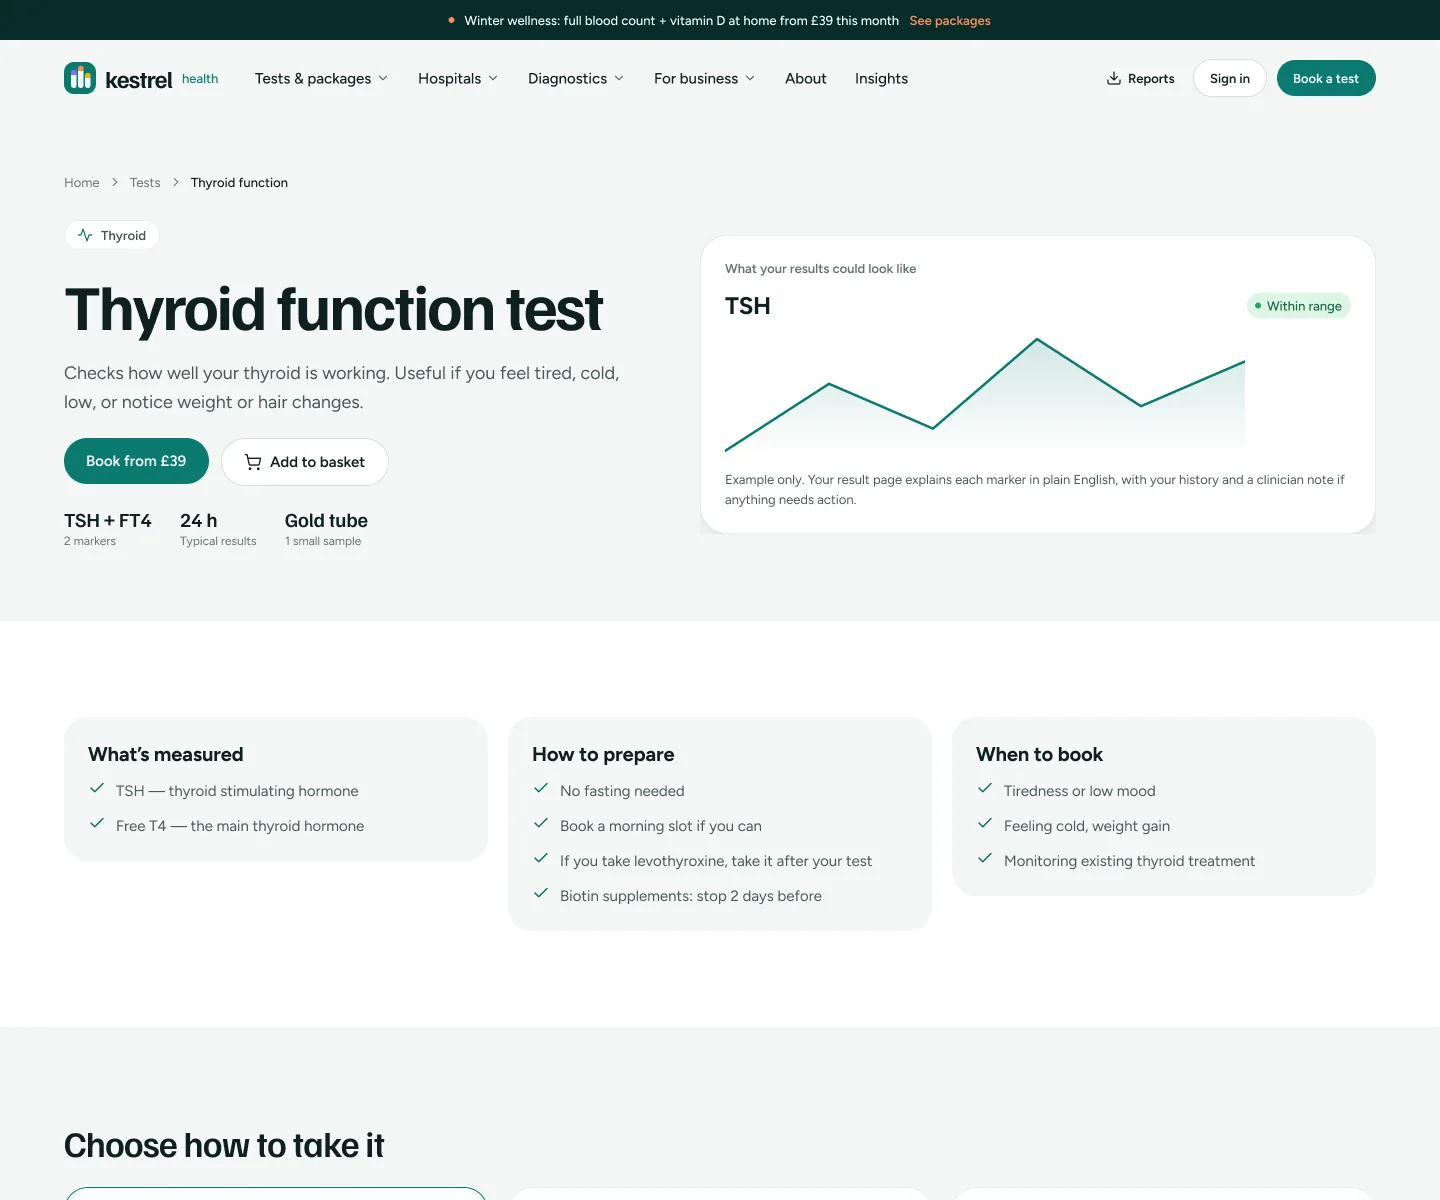 Winter wellness: full blood count + vitamin D at home from £39 this month See packages
kestrel health
Tests & packages
Hospitals
Diagnostics
For business
About
Insights
Reports
Sign in
Book a test
Home
Tests
Thyroid function
Thyroid
Thyroid function test
Checks how well your thyroid is working. Useful if you feel tired, cold,
low, or notice weight or hair changes.
Book from £39
Add to basket
TSH + FT4
2 markers
24 h
Typical results
Gold tube
1 small sample
What your results could look like
TSH
Within range
Example only. Your result page explains each marker in plain English, with your history and a clinician note if
anything needs action.
What’s measured
TSH — thyroid stimulating hormone
Free T4 — the main thyroid hormone
How to prepare
No fasting needed
Book a morning slot if you can
If you take levothyroxine, take it after your test
Biotin supplements: stop 2 days before
When to book
Tiredness or low mood
Feeling cold, weight gain
Monitoring existing thyroid treatment
Choose how to take it